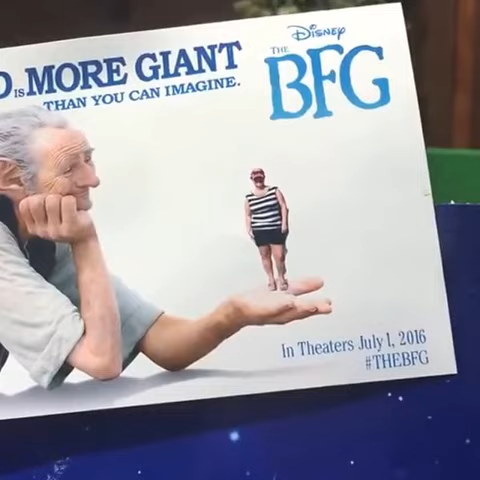 D IS MORE GIANT
THAN YOU CAN IMAGINE.
DISNEY
THE
BFG
In Theaters July 1, 2016
#THEBFG